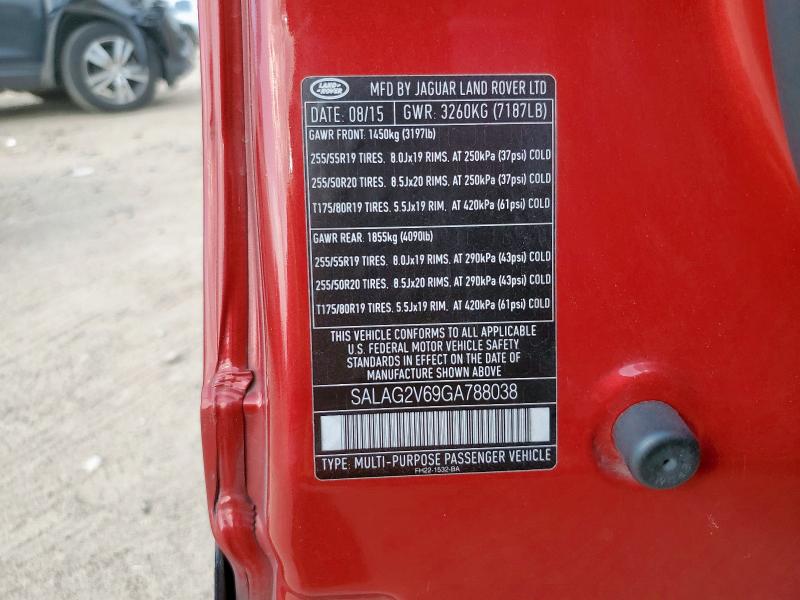 LAND ROVER MFD BY JAGUAR LAND ROVER LTD
DATE: 08/15 GWR: 3260KG (7187LB)
GAWR FRONT: 1450kg (3197lb)
255/55R19 TIRES. 8.0Jx19 RIMS. AT 250kPa (37psi) COLD
255/50R20 TIRES. 8.5Jx20 RIMS. AT 250kPa (37psi) COLD
T175/80R19 TIRES. 5.5Jx19 RIM. AT 420kPa (61psi) COLD
GAWR REAR: 1855kg (4090lb)
255/55R19 TIRES. 8.0Jx19 RIMS. AT 290kPa (43psi) COLD
255/50R20 TIRES. 8.5Jx20 RIMS. AT 290kPa (43psi) COLD
T175/80R19 TIRES. 5.5Jx19 RIM. AT 420kPa (61psi) COLD
THIS VEHICLE CONFORMS TO ALL APPLICABLE
U.S. FEDERAL MOTOR VEHICLE SAFETY
STANDARDS IN EFFECT ON THE DATE OF
MANUFACTURE SHOWN ABOVE
SALAG2V69GA788038
TYPE: MULTI-PURPOSE PASSENGER VEHICLE
FH22-1532-BA